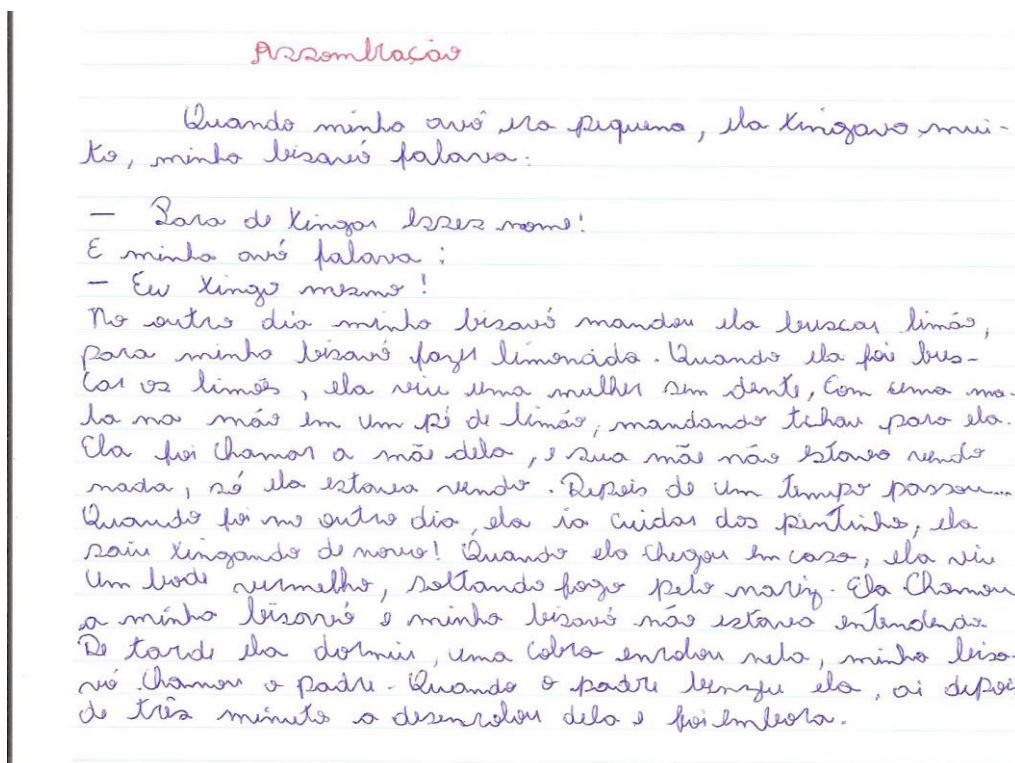 Assombração
Quando minha avó era pequena, ela xingava mui-
to, minha bisavó falava:
— Para de xingar esses nome!
E minha avó falava:
— Eu xingo mesmo!
No outro dia minha bisavó mandou ela buscar limão,
para minha bisavó fazer limonada. Quando ela foi bus-
car os limões, ela viu uma mulher sem dente, com uma ma-
la na mão em um pé de limão, mandando tchau para ela.
Ela foi chamar a mãe dela, e sua mãe não estava vendo
nada, só ela estava vendo. Depois de um tempo passou...
Quando foi no outro dia, ela ia cuidar dos pintinho, ela
saiu xingando de novo! Quando ela chegou em casa, ela viu
um bode vermelho, soltando fogo pelo nariz. Ela chamou
a minha bisavó e minha bisavó não estava entendendo.
De tarde ela dormiu, uma cobra enrolou nela, minha bisa-
vó chamou o padre. Quando o padre benzeu ela, ai depois
de três minuto a desenrolou dela e foi embora.